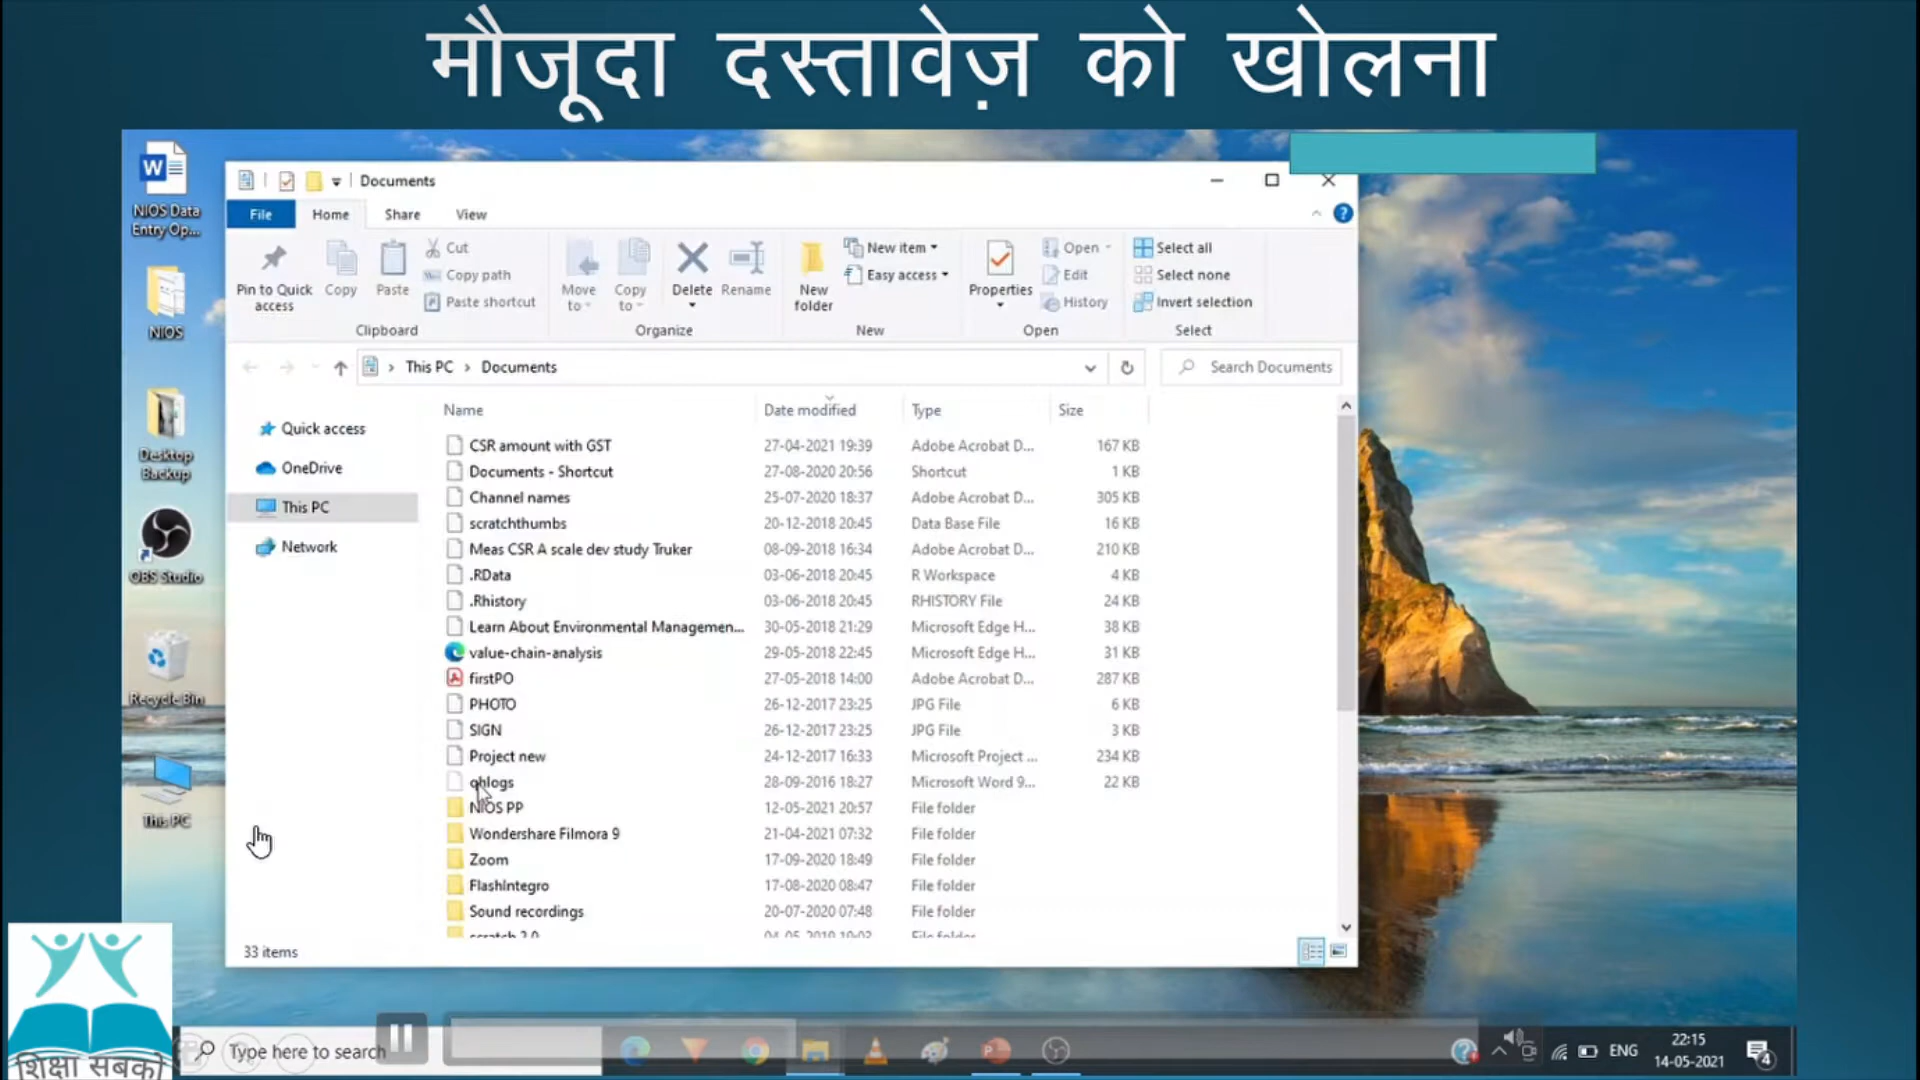 मौजूदा दस्तावेज़ को खोलना
NIOS Data
Entry Op...
NIOS
Desktop
Backup
OBS Studio
Recycle Bin
This PC
Documents
File Home Share View
Pin to Quick
access
Copy
Paste
Cut
Copy path
Paste shortcut
Clipboard
Move
to
Copy
to
Delete
Rename
Organize
New
folder
New item
Easy access
New
Properties
Open
Edit
History
Open
Select all
Select none
Invert selection
Select
This PC › Documents
Search Documents
Quick access
OneDrive
This PC
Network
Name Date modified Type Size
CSR amount with GST 27-04-2021 19:39 Adobe Acrobat D... 167 KB
Documents - Shortcut 27-08-2020 20:56 Shortcut 1 KB
Channel names 25-07-2020 18:37 Adobe Acrobat D... 305 KB
scratchthumbs 20-12-2018 20:45 Data Base File 16 KB
Meas CSR A scale dev study Truker 08-09-2018 16:34 Adobe Acrobat D... 210 KB
.RData 03-06-2018 20:45 R Workspace 4 KB
.Rhistory 03-06-2018 20:45 RHISTORY File 24 KB
Learn About Environmental Managemen... 30-05-2018 21:29 Microsoft Edge H... 38 KB
value-chain-analysis 29-05-2018 22:45 Microsoft Edge H... 31 KB
firstPO 27-05-2018 14:00 Adobe Acrobat D... 287 KB
PHOTO 26-12-2017 23:25 JPG File 6 KB
SIGN 26-12-2017 23:25 JPG File 3 KB
Project new 24-12-2017 16:33 Microsoft Project ... 234 KB
28-09-2016 18:27 Microsoft Word 9... 22 KB
NIOS PP 12-05-2021 20:57 File folder
Wondershare Filmora 9 21-04-2021 07:32 File folder
Zoom 17-09-2020 18:49 File folder
FlashIntegro 17-08-2020 08:47 File folder
Sound recordings 20-07-2020 07:48 File folder
scratch 2.0 File folder
33 items
शिक्षा सबको
Type here to search
ENG
22:15
14-05-2021
4